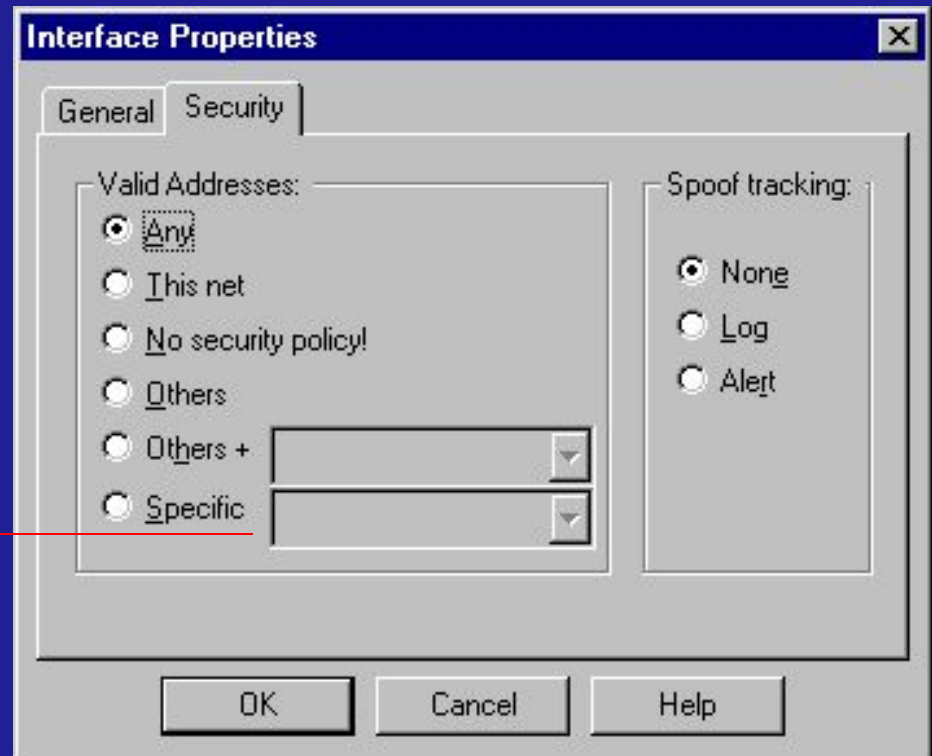 Interface Properties
General
Security
Valid Addresses:
Any
This net
No security policy!
Others
Others +
Specific
Spoof tracking:
None
Log
Alert
OK
Cancel
Help